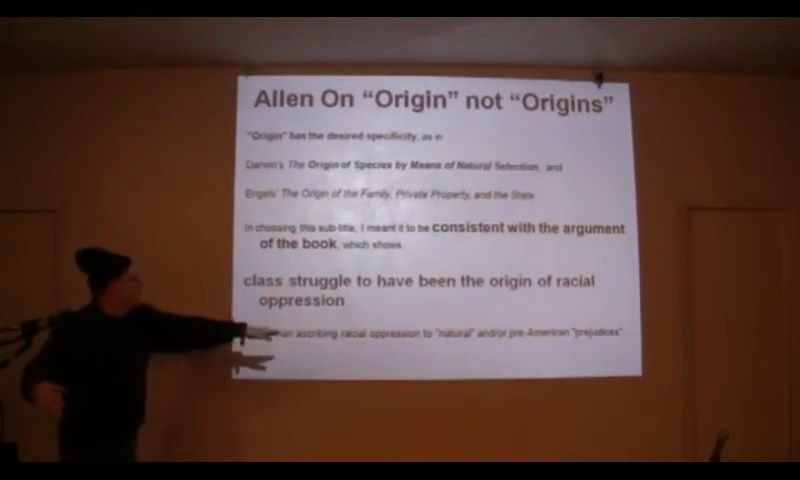 Allen On “Origin” not “Origins”
"Origin" has the desired specificity, as in
Darwin's The Origin of Species by Means of Natural Selection, and
Engels' The Origin of the Family, Private Property, and the State
In choosing this sub-title, I meant it to be consistent with the argument
of the book, which shows
class struggle to have been the origin of racial
oppression
ascribing racial oppression to "natural" and/or pre-American "prejudices"